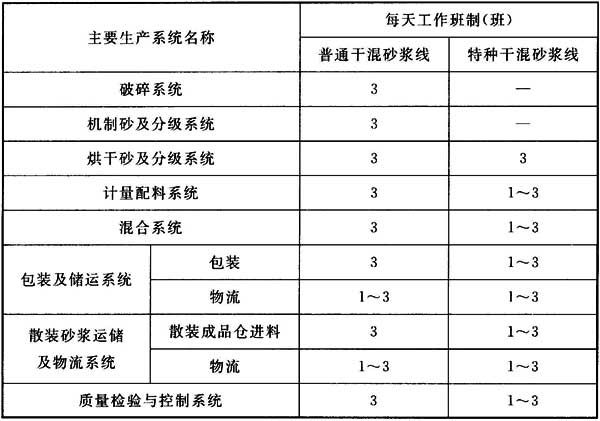 主要生产系统名称 每天工作班制(班)
普通干混砂浆线 特种干混砂浆线
破碎系统 3 —
机制砂及分级系统 3 —
烘干砂及分级系统 3 3
计量配料系统 3 1～3
混合系统 3 1～3
包装及储运系统 包装 3 1～3
物流 1～3 1～3
散装砂浆运储
及物流系统 散装成品仓进料 3 1～3
物流 1～3 1～3
质量检验与控制系统 3 1～3